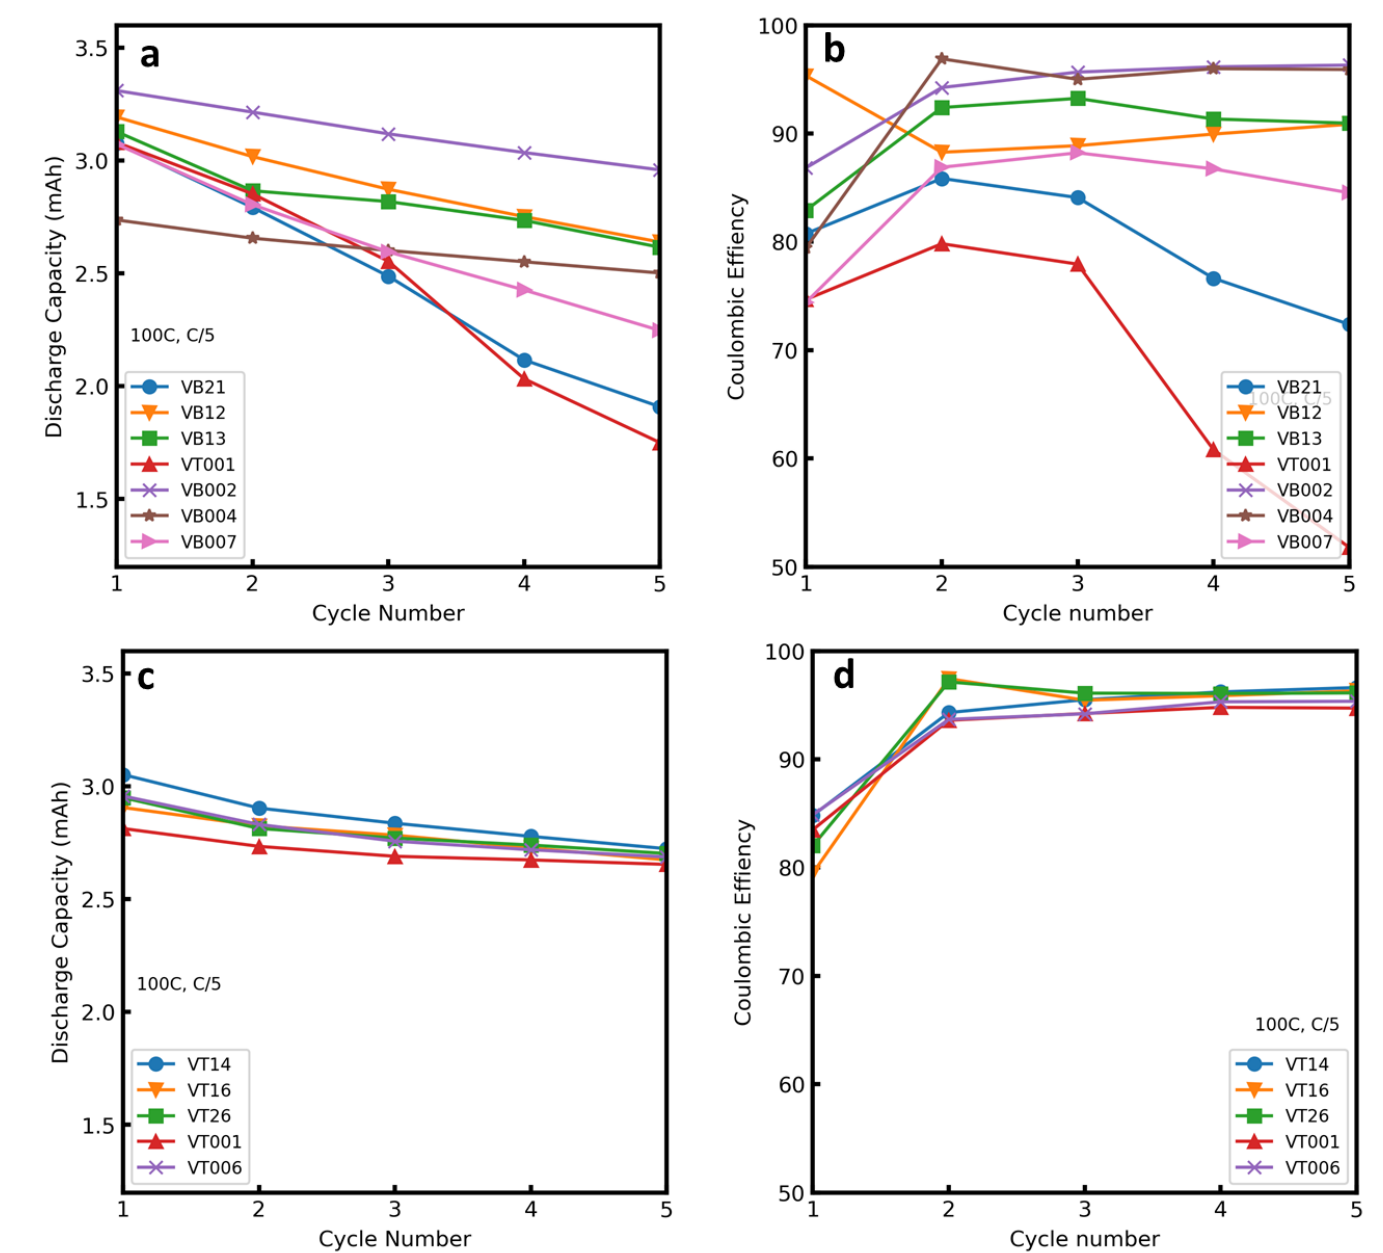 a
3.5
3.0
2.5
2.0
1.5
Discharge Capacity (mAh)
100C, C/5
VB21
VB12
VB13
VT001
VB002
VB004
VB007
1 2 3 4 5
Cycle Number
b
100
90
80
70
60
50
Coulombic Effiency
100C, C/5
VB21
VB12
VB13
VT001
VB002
VB004
VB007
1 2 3 4 5
Cycle number
c
3.5
3.0
2.5
2.0
1.5
Discharge Capacity (mAh)
100C, C/5
VT14
VT16
VT26
VT001
VT006
1 2 3 4 5
Cycle Number
d
100
90
80
70
60
50
Coulombic Effiency
100C, C/5
VT14
VT16
VT26
VT001
VT006
1 2 3 4 5
Cycle number